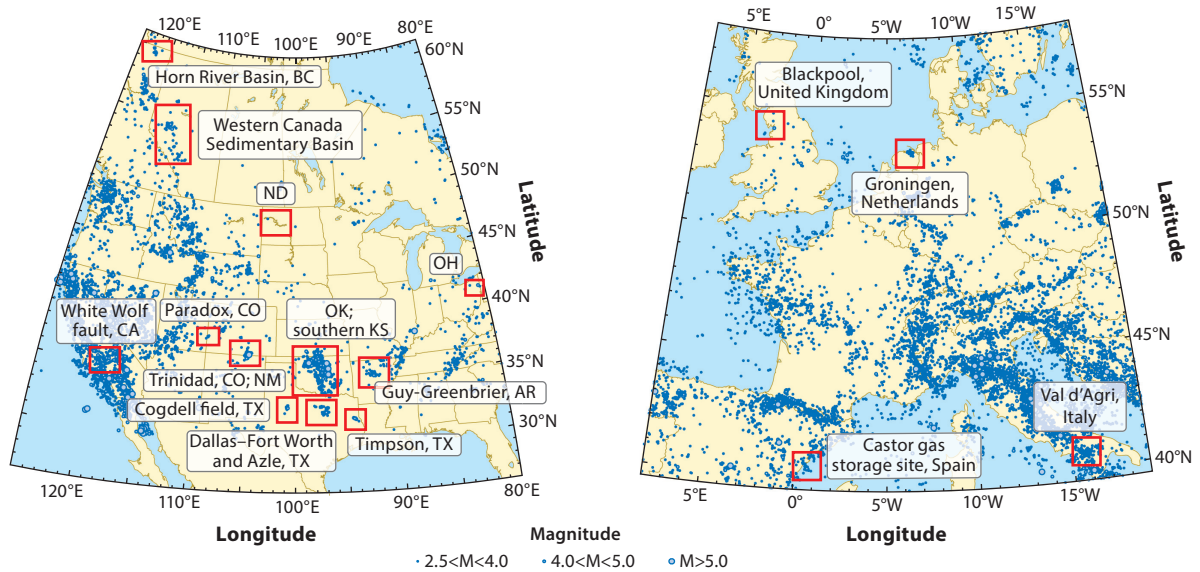 120°E
110°E
100°E
90°E
80°E
60°N
55°N
50°N
45°N
40°N
35°N
30°N
Horn River Basin, BC
Western Canada
Sedimentary Basin
ND
OH
White Wolf
fault, CA
Paradox, CO
OK;
southern KS
Trinidad, CO; NM
Guy-Greenbrier, AR
Cogdell field, TX
Dallas–Fort Worth
and Azle, TX
Timpson, TX
120°E
110°E
100°E
90°E
80°E
Latitude
Longitude
5°E
0°
5°W
10°W
15°W
55°N
50°N
45°N
40°N
Blackpool,
United Kingdom
Groningen,
Netherlands
Val d’Agri,
Italy
Castor gas
storage site, Spain
5°E
0°
5°W
10°W
15°W
Latitude
Longitude
Magnitude
2.5<M<4.0
4.0<M<5.0
M>5.0